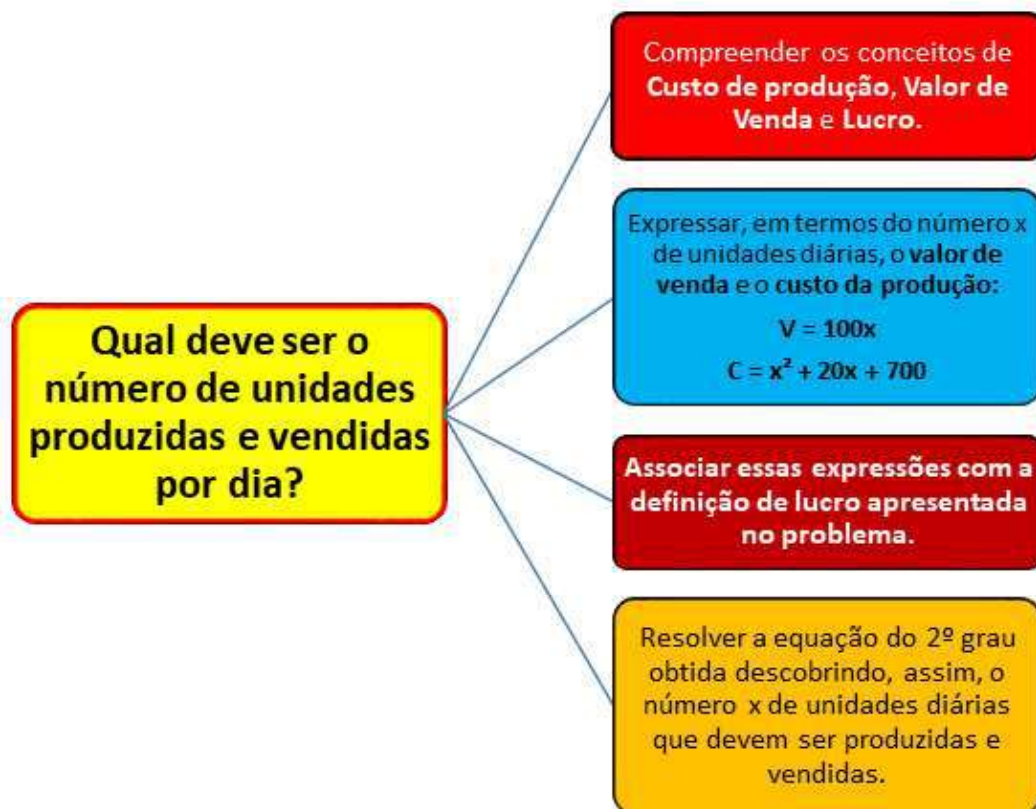 Qual deve ser o
número de unidades
produzidas e vendidas
por dia?
Compreender os conceitos de
Custo de produção, Valor de
Venda e Lucro.
Expressar, em termos do número x
de unidades diárias, o valor de
venda e o custo da produção:
V = 100x
C = x² + 20x + 700
Associar essas expressões com a
definição de lucro apresentada
no problema.
Resolver a equação do 2º grau
obtida descobrindo, assim, o
número x de unidades diárias
que devem ser produzidas e
vendidas.